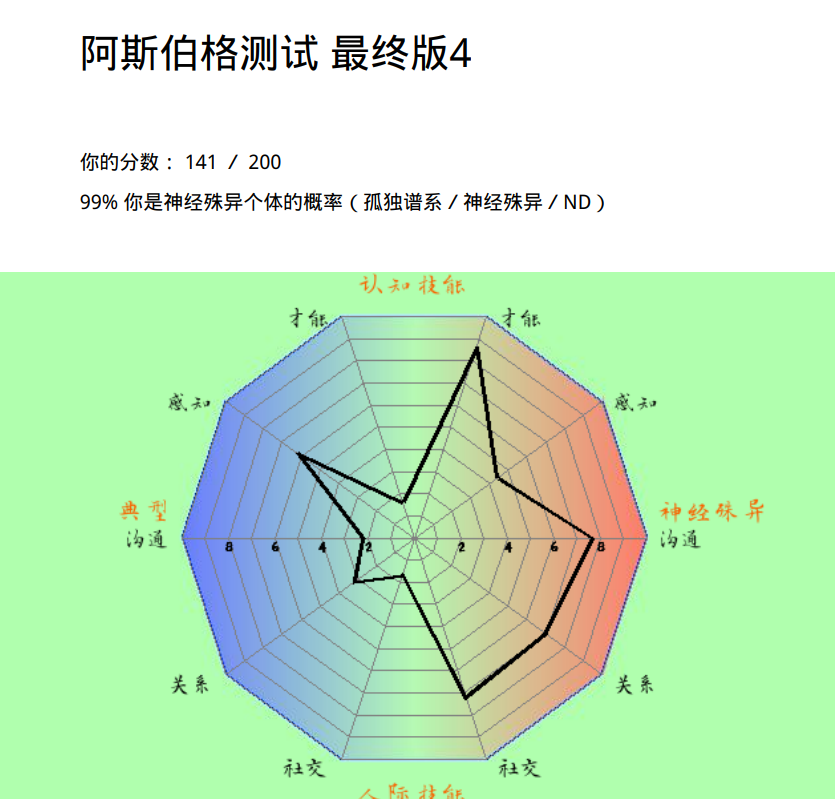 阿斯伯格测试 最终版4
你的分数： 141 / 200
99% 你是神经殊异个体的概率（孤独谱系 / 神经殊异 / ND）
认知技能
才能 才能
感知 感知
典型 神经殊异
沟通 8 6 4 2 2 4 6 8 沟通
关系 关系
社交 社交
人际技能